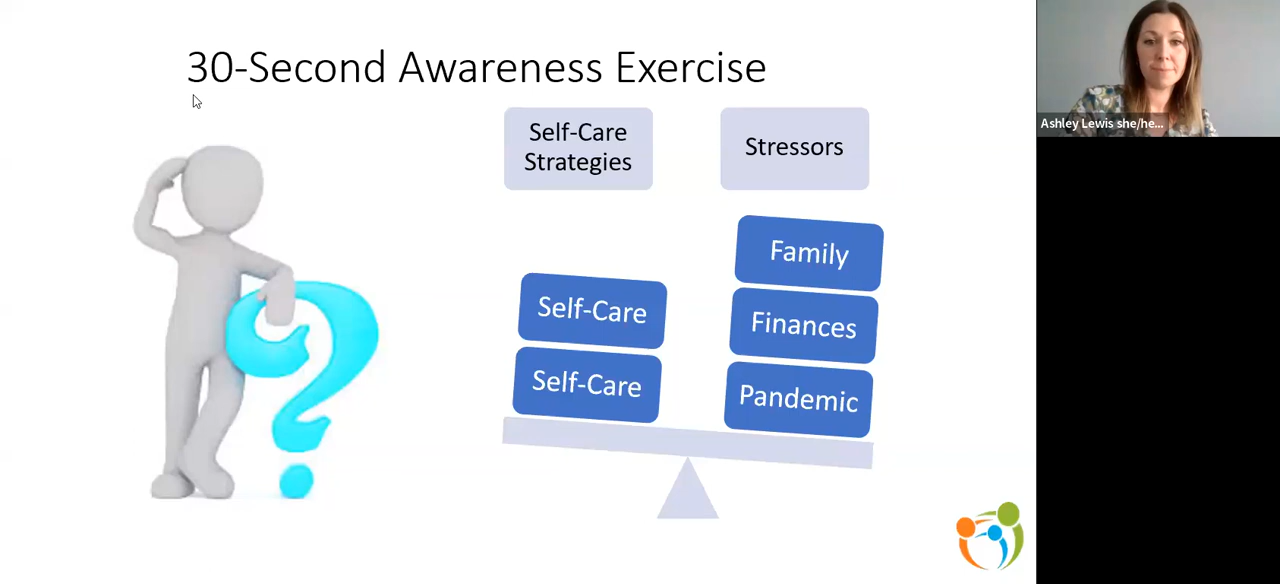 30-Second Awareness Exercise
Self-Care
Strategies
Stressors
Family
Self-Care
Finances
Self-Care
Pandemic
Ashley Lewis she/he...